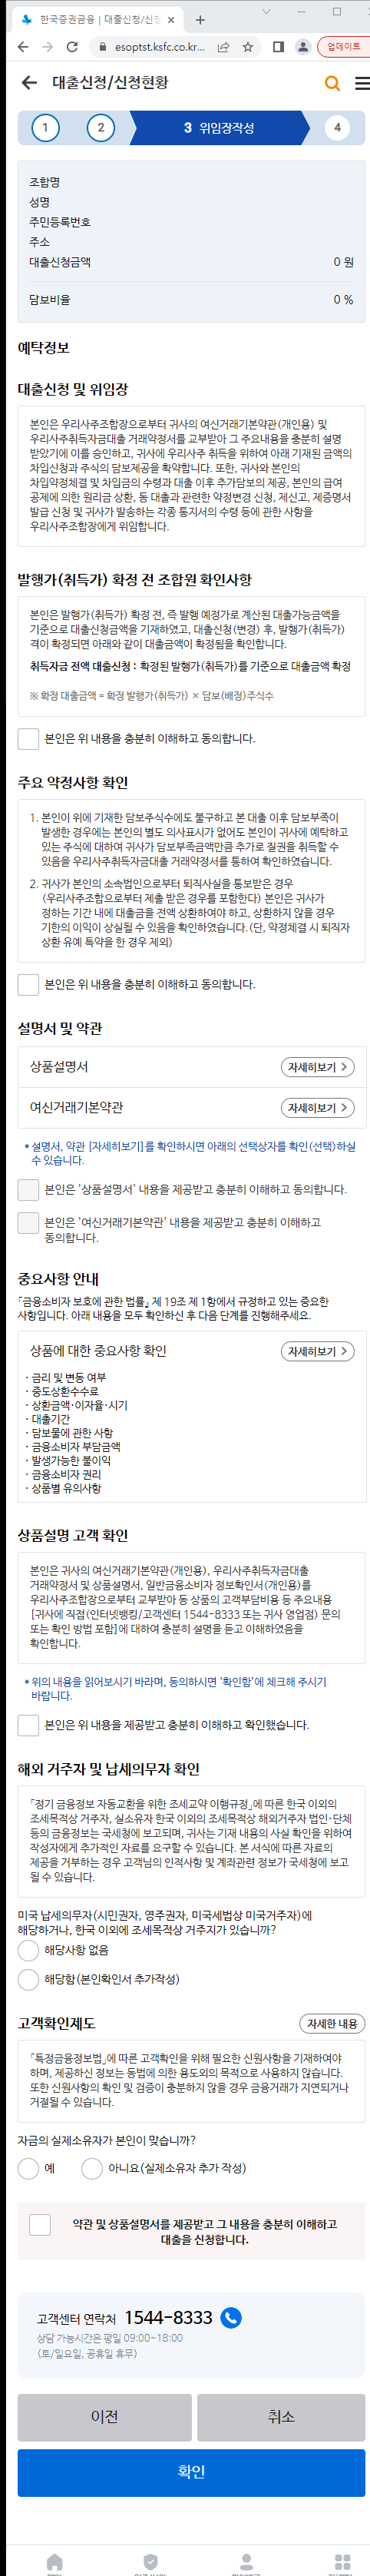 한국증권금융 | 대출신청/신청
esoptst.ksfc.co.kr...
업데이트
대출신청/신청현황
1 2 3 위임장작성 4
조합명
성명
주민등록번호
주소
대출신청금액 0 원
담보비율 0 %
예탁정보
대출신청 및 위임장
본인은 우리사주조합장으로부터 귀사의 여신거래기본약관(개인용) 및
우리사주취득자금대출 거래약정서를 교부받아 그 주요내용을 충분히 설명
받았기에 이를 승인하고, 귀사에 우리사주 취득을 위하여 아래 기재된 금액의
차입신청과 주식의 담보제공을 확약합니다. 또한, 귀사와 본인의
차입약정체결 및 차입금의 수령과 대출 이후 추가담보의 제공, 본인의 급여
공제에 의한 원리금 상환, 동 대출과 관련한 약정변경 신청, 제신고, 제증명서
발급 신청 및 귀사가 발송하는 각종 통지서의 수령 등에 관한 사항을
우리사주조합장에게 위임합니다.
발행가(취득가) 확정 전 조합원 확인사항
본인은 발행가(취득가) 확정 전, 즉 발행 예정가로 계산된 대출가능금액을
기준으로 대출신청금액을 기재하였고, 대출신청(변경) 후, 발행가(취득가)
격이 확정되면 아래와 같이 대출금액이 확정됨을 확인합니다.
취득자금 전액 대출신청 : 확정된 발행가(취득가)를 기준으로 대출금액 확정
※ 확정 대출금액 = 확정 발행가(취득가) × 담보(배정)주식수
본인은 위 내용을 충분히 이해하고 동의합니다.
주요 약정사항 확인
1. 본인이 위에 기재한 담보주식수에도 불구하고 본 대출 이후 담보부족이
발생한 경우에는 본인의 별도 의사표시가 없어도 본인이 귀사에 예탁하고
있는 주식에 대하여 귀사가 담보부족금액만큼 추가로 질권을 취득할 수
있음을 우리사주취득자금대출 거래약정서를 통하여 확인하였습니다.
2. 귀사가 본인의 소속법인으로부터 퇴직사실을 통보받은 경우
(우리사주조합으로부터 제출 받은 경우를 포함한다) 본인은 귀사가
정하는 기간 내에 대출금을 전액 상환하여야 하고, 상환하지 않을 경우
기한의 이익이 상실될 수 있음을 확인하였습니다.(단, 약정체결 시 퇴직자
상환 유예 특약을 한 경우 제외)
본인은 위 내용을 충분히 이해하고 동의합니다.
설명서 및 약관
상품설명서 자세히보기
여신거래기본약관 자세히보기
* 설명서, 약관 [자세히보기]를 확인하시면 아래의 선택상자를 확인(선택)하실
수 있습니다.
본인은 '상품설명서' 내용을 제공받고 충분히 이해하고 동의합니다.
본인은 '여신거래기본약관' 내용을 제공받고 충분히 이해하고
동의합니다.
중요사항 안내
「금융소비자 보호에 관한 법률」 제 19조 제 1항에서 규정하고 있는 중요한
사항입니다. 아래 내용을 모두 확인하신 후 다음 단계를 진행해주세요.
상품에 대한 중요사항 확인 자세히보기
· 금리 및 변동 여부
· 중도상환수수료
· 상환금액·이자율·시기
· 대출기간
· 담보물에 관한 사항
· 금융소비자 부담금액
· 발생가능한 불이익
· 금융소비자 권리
· 상품별 유의사항
상품설명 고객 확인
본인은 귀사의 여신거래기본약관(개인용), 우리사주취득자금대출
거래약정서 및 상품설명서, 일반금융소비자 정보확인서(개인용)를
우리사주조합장으로부터 교부받아 동 상품의 고객부담비용 등 주요내용
[귀사에 직접(인터넷뱅킹/고객센터 1544-8333 또는 귀사 영업점) 문의
또는 확인 방법 포함]에 대하여 충분히 설명을 듣고 이해하였음을
확인합니다.
* 위의 내용을 읽어보시기 바라며, 동의하시면 '확인함'에 체크해 주시기
바랍니다.
본인은 위 내용을 제공받고 충분히 이해하고 확인했습니다.
해외 거주자 및 납세의무자 확인
「정기 금융정보 자동교환을 위한 조세교약 이행규정」에 따른 한국 이외의
조세목적상 거주자, 실소유자 한국 이외의 조세목적상 해외거주자 법인·단체
등의 금융정보는 국세청에 보고되며, 귀사는 기재 내용의 사실 확인을 위하여
작성자에게 추가적인 자료를 요구할 수 있습니다. 본 서식에 따른 자료의
제공을 거부하는 경우 고객님의 인적사항 및 계좌관련 정보가 국세청에 보고
될 수 있습니다.
미국 납세의무자(시민권자, 영주권자, 미국세법상 미국거주자)에
해당하거나, 한국 이외에 조세목적상 거주지가 있습니까?
해당사항 없음
해당함(본인확인서 추가작성)
고객확인제도 자세한 내용
「특정금융정보법」에 따른 고객확인을 위해 필요한 신원사항을 기재하여야
하며, 제공하신 정보는 동법에 의한 용도외의 목적으로 사용하지 않습니다.
또한 신원사항의 확인 및 검증이 충분하지 않을 경우 금융거래가 지연되거나
거절될 수 있습니다.
자금의 실제소유자가 본인이 맞습니까?
예 아니요(실제소유자 추가 작성)
약관 및 상품설명서를 제공받고 그 내용을 충분히 이해하고
대출을 신청합니다.
고객센터 연락처 1544-8333
상담 가능시간은 평일 09:00~18:00
(토/일요일, 공휴일 휴무)
이전 취소
확인